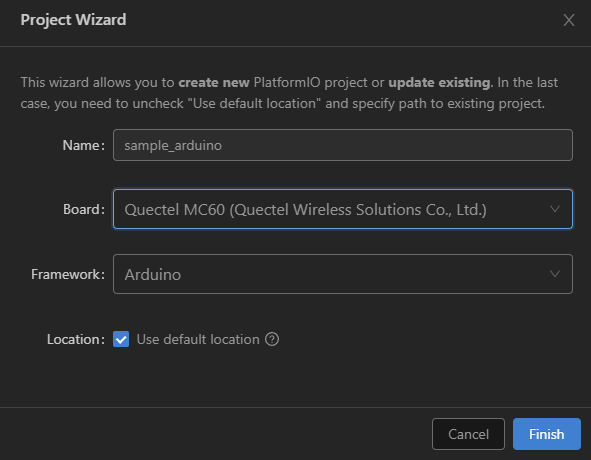 Project Wizard
This wizard allows you to create new PlatformIO project or update existing. In the last
case, you need to uncheck "Use default location" and specify path to existing project.
Name: sample_arduino
Board: Quectel MC60 (Quectel Wireless Solutions Co., Ltd.)
Framework: Arduino
Location: Use default location
Cancel Finish